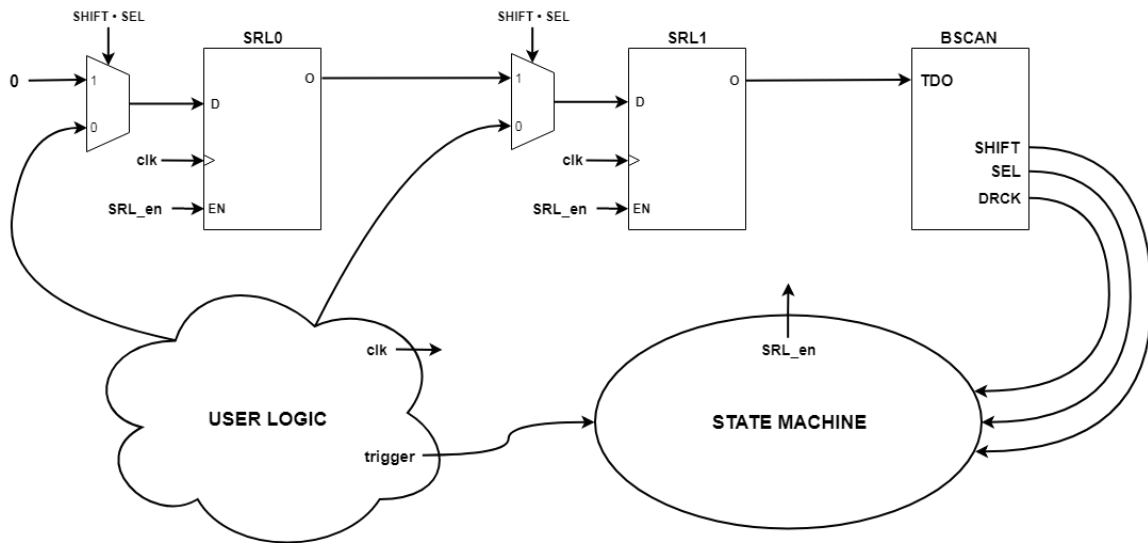 SHIFT • SEL
SHIFT • SEL
SRL0
SRL1
BSCAN
0
1
O
1
O
TDO
D
D
0
0
SHIFT
clk
clk
SEL
DRCK
SRL_en
EN
SRL_en
EN
clk
SRL_en
USER LOGIC
STATE MACHINE
trigger